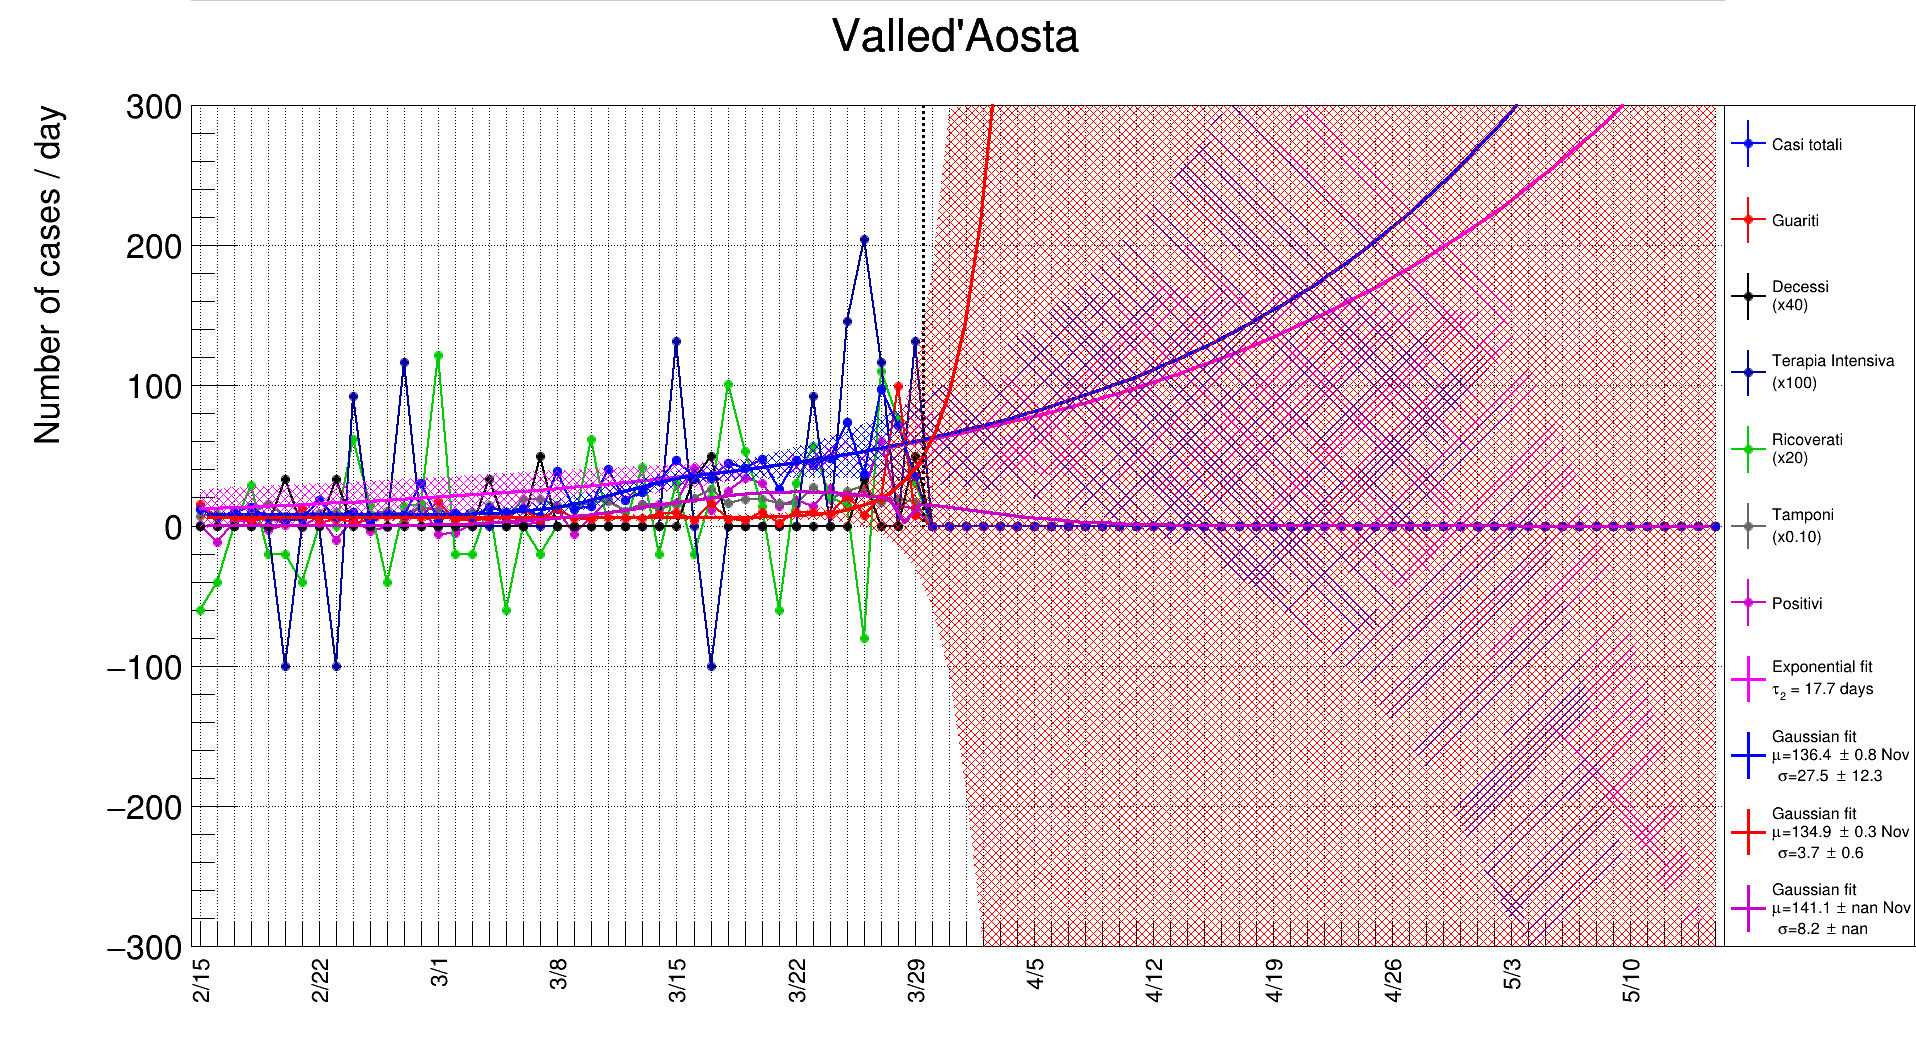 Valled'Aosta
Number of cases / day
300
200
100
0
−100
−200
−300
2/15
2/22
3/1
3/8
3/15
3/22
3/29
4/5
4/12
4/19
4/26
5/3
5/10
Casi totali
Guariti
Decessi
(x40)
Terapia Intensiva
(x100)
Ricoverati
(x20)
Tamponi
(x0.10)
Positivi
Exponential fit
τ2 = 17.7 days
Gaussian fit
μ=136.4 ± 0.8 Nov
σ=27.5 ± 12.3
Gaussian fit
μ=134.9 ± 0.3 Nov
σ=3.7 ± 0.6
Gaussian fit
μ=141.1 ± nan Nov
σ=8.2 ± nan